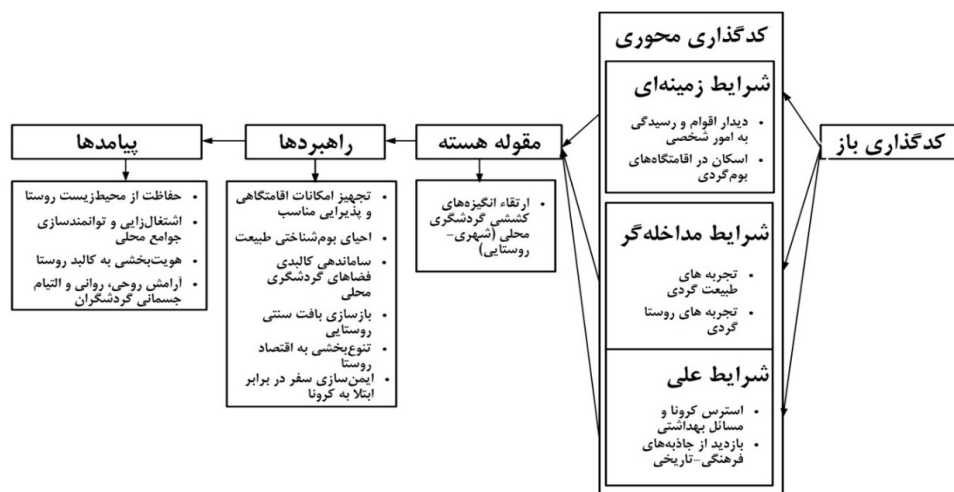 کدگذاری باز
کدگذاری محوری
شرایط زمینه‌ای
• دیدار اقوام و رسیدگی
به امور شخصی
• اسکان در اقامتگاه‌های
بوم‌گردی
شرایط مداخله‌گر
• تجربه های
طبیعت گردی
• تجربه های روستا
گردی
شرایط علی
• استرس کرونا و
مسائل بهداشتی
• بازدید از جاذبه‌های
فرهنگی-تاریخی
مقوله هسته
• ارتقاء انگیزه‌های
کششی گردشگری
محلی (شهری-
روستایی)
راهبردها
• تجهیز امکانات اقامتگاهی
و پذیرایی مناسب
• احیای بوم‌شناختی طبیعت
• ساماندهی کالبدی
فضاهای گردشگری
محلی
• بازسازی بافت سنتی
روستایی
• تنوع‌بخشی به اقتصاد
روستا
• ایمن‌سازی سفر در برابر
ابتلا به کرونا
پیامدها
• حفاظت از محیط‌زیست روستا
• اشتغال‌زایی و توانمندسازی
جوامع محلی
• هویت‌بخشی به کالبد روستا
• آرامش روحی، روانی و التیام
جسمانی گردشگران